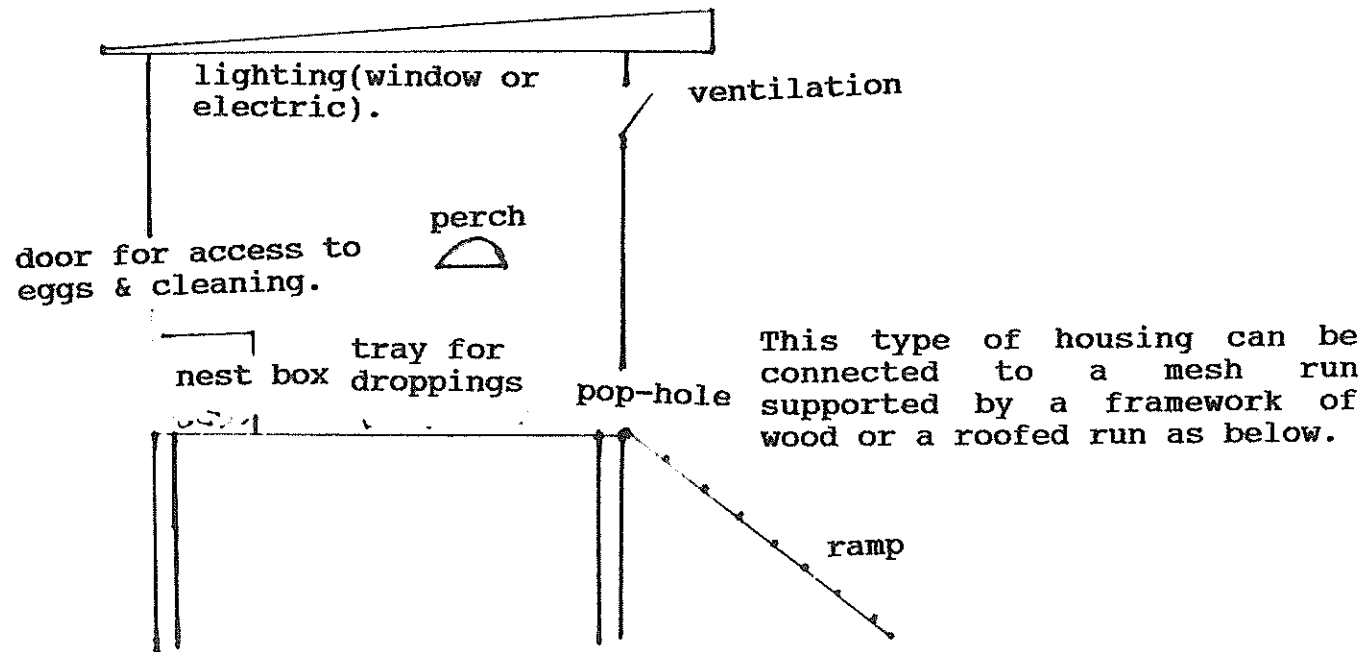 lighting(window or
electric).
ventilation
perch
door for access to
eggs & cleaning.
nest box
tray for
droppings
pop-hole
This type of housing can be
connected to a mesh run
supported by a framework of
wood or a roofed run as below.
ramp